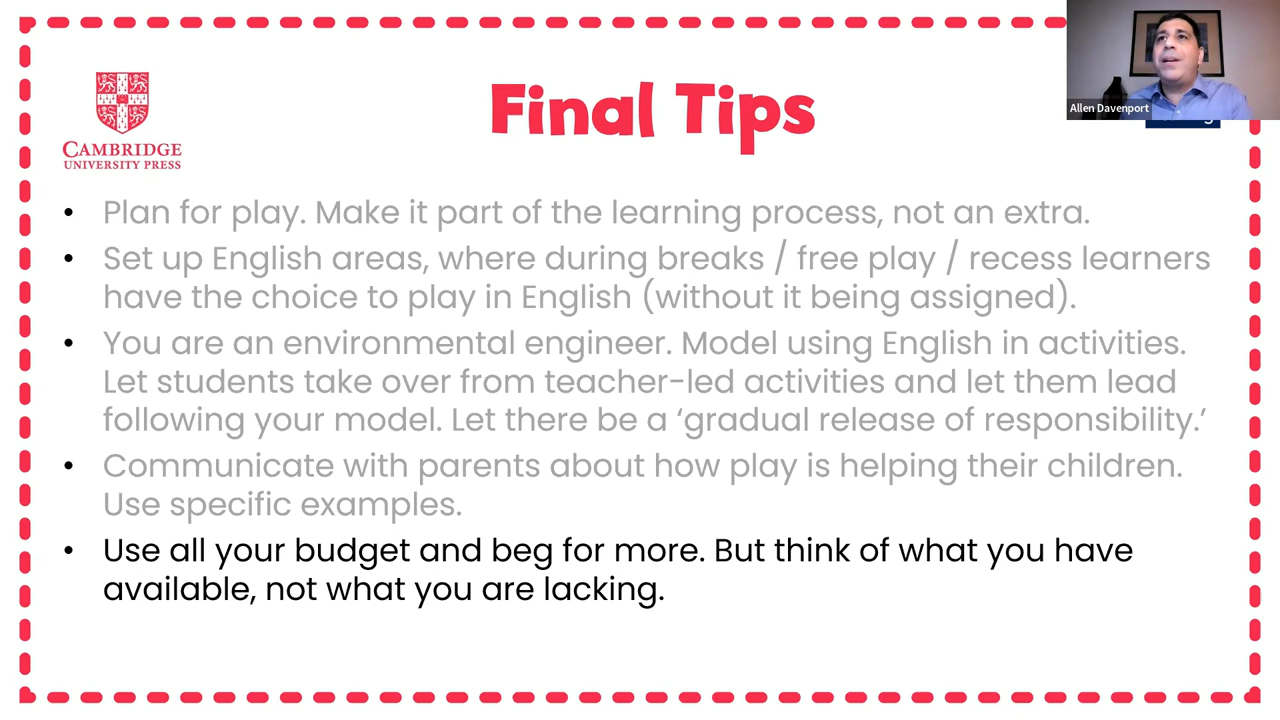 Final Tips
Allen Davenport
CAMBRIDGE
UNIVERSITY PRESS
• Plan for play. Make it part of the learning process, not an extra.
• Set up English areas, where during breaks / free play / recess learners
have the choice to play in English (without it being assigned).
• You are an environmental engineer. Model using English in activities.
Let students take over from teacher-led activities and let them lead
following your model. Let there be a ‘gradual release of responsibility.’
• Communicate with parents about how play is helping their children.
Use specific examples.
• Use all your budget and beg for more. But think of what you have
available, not what you are lacking.